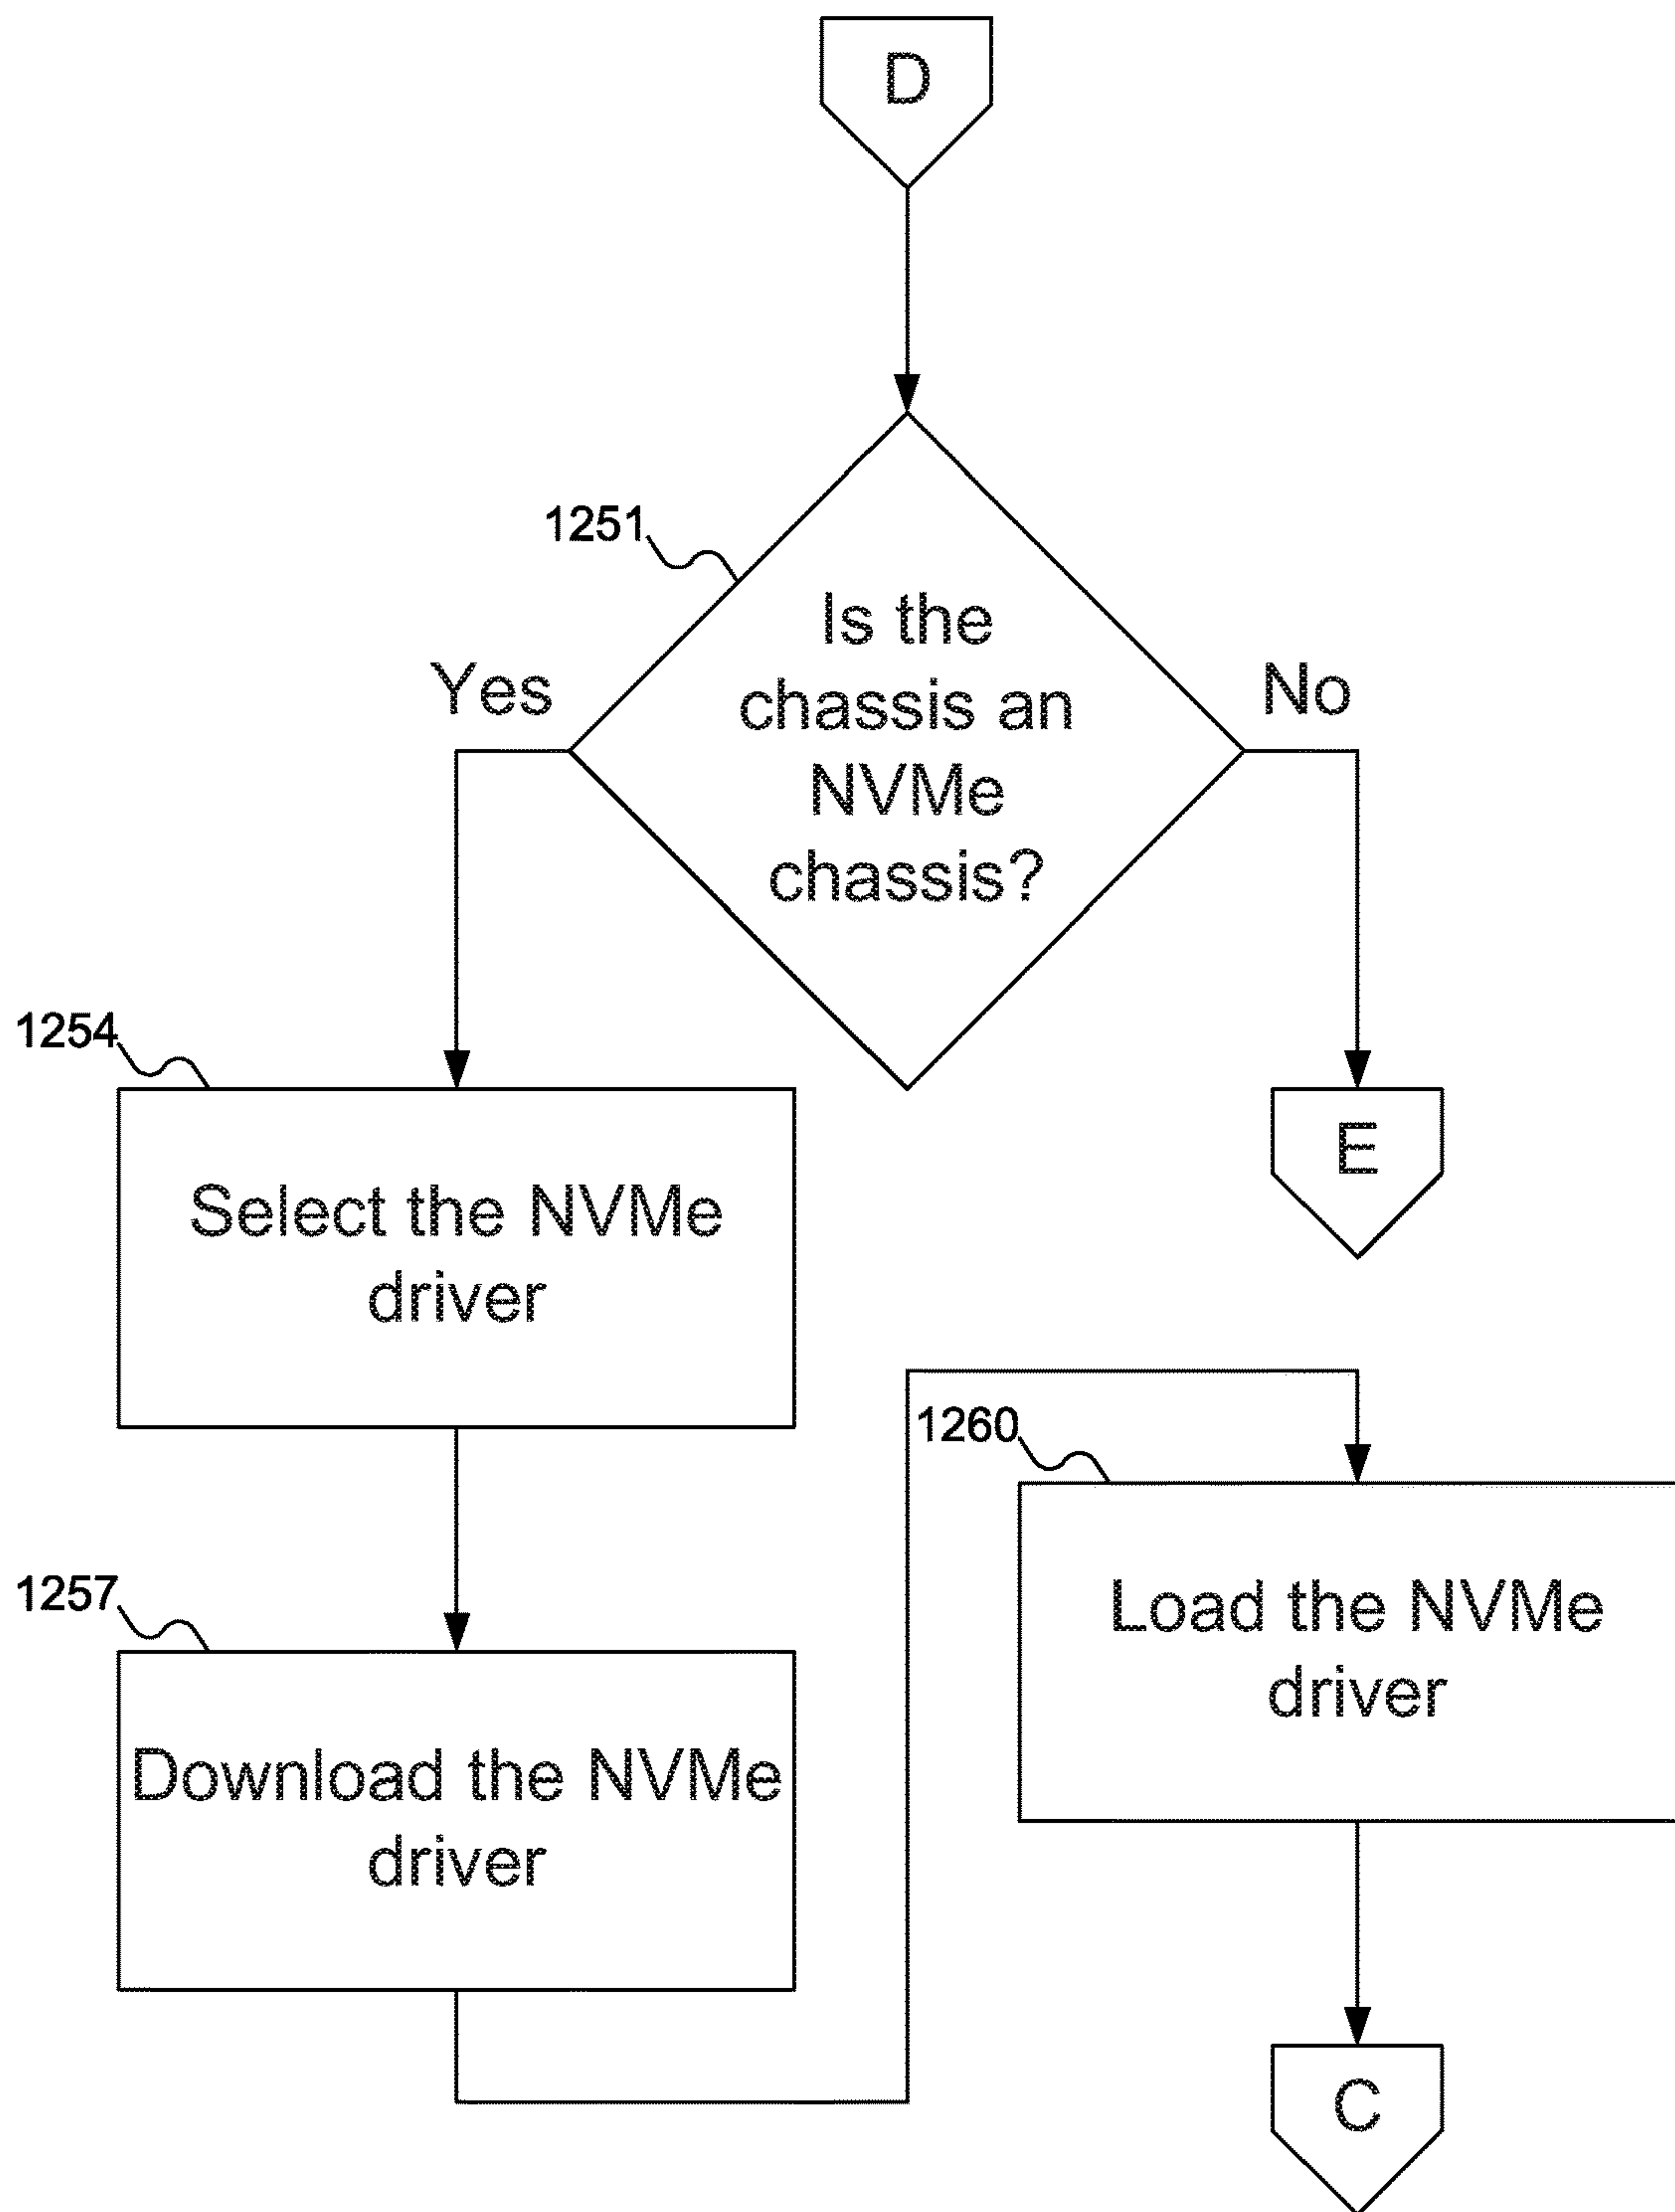 D
1251
Is the
chassis an
NVMe
chassis?
Yes
No
1254
Select the NVMe
driver
E
1257
Download the NVMe
driver
1260
Load the NVMe
driver
C